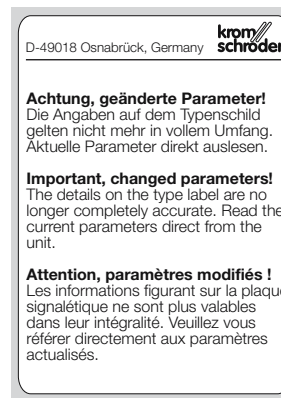 D-49018 Osnabrück, Germany
krom
schröder
Achtung, geänderte Parameter!
Die Angaben auf dem Typenschild
gelten nicht mehr in vollem Umfang.
Aktuelle Parameter direkt auslesen.
Important, changed parameters!
The details on the type label are no
longer completely accurate. Read the
current parameters direct from the
unit.
Attention, paramètres modifiés !
Les informations figurant sur la plaque
signalétique ne sont plus valables
dans leur intégralité. Veuillez vous
référer directement aux paramètres
actualisés.